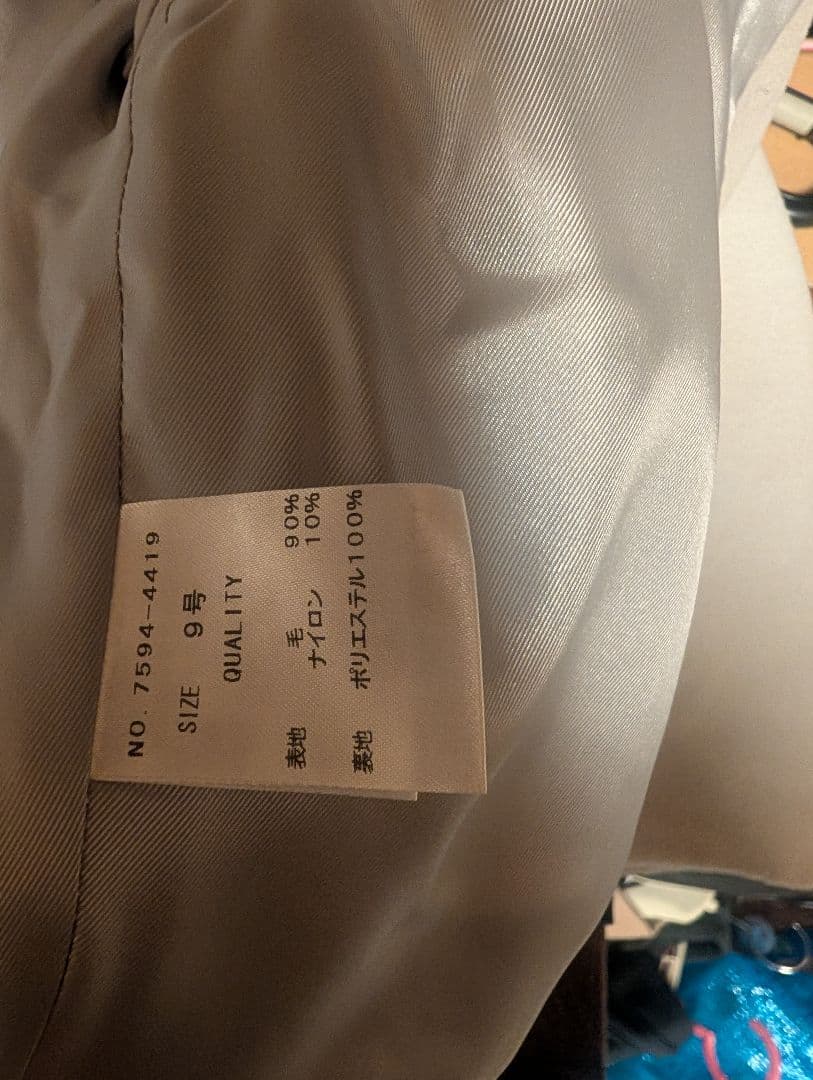 NO. 7594-4419
SIZE 9号
QUALITY
表地 毛 90%
ナイロン 10%
裏地 ポリエステル100%